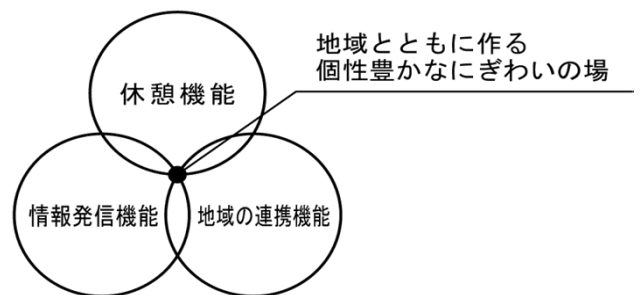 地域とともに作る
個性豊かなにぎわいの場
休憩機能
情報発信機能
地域の連携機能